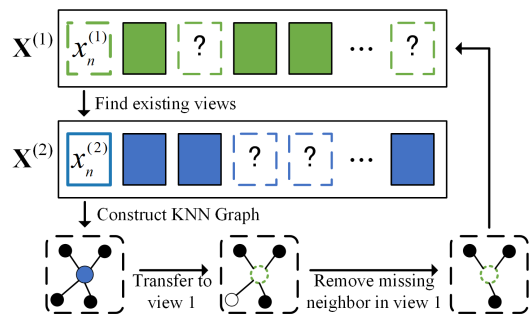 X^(1) x_n^(1) ? ... ?
Find existing views
X^(2) x_n^(2) ? ? ...
Construct KNN Graph
Transfer to
view 1
Remove missing
neighbor in view 1